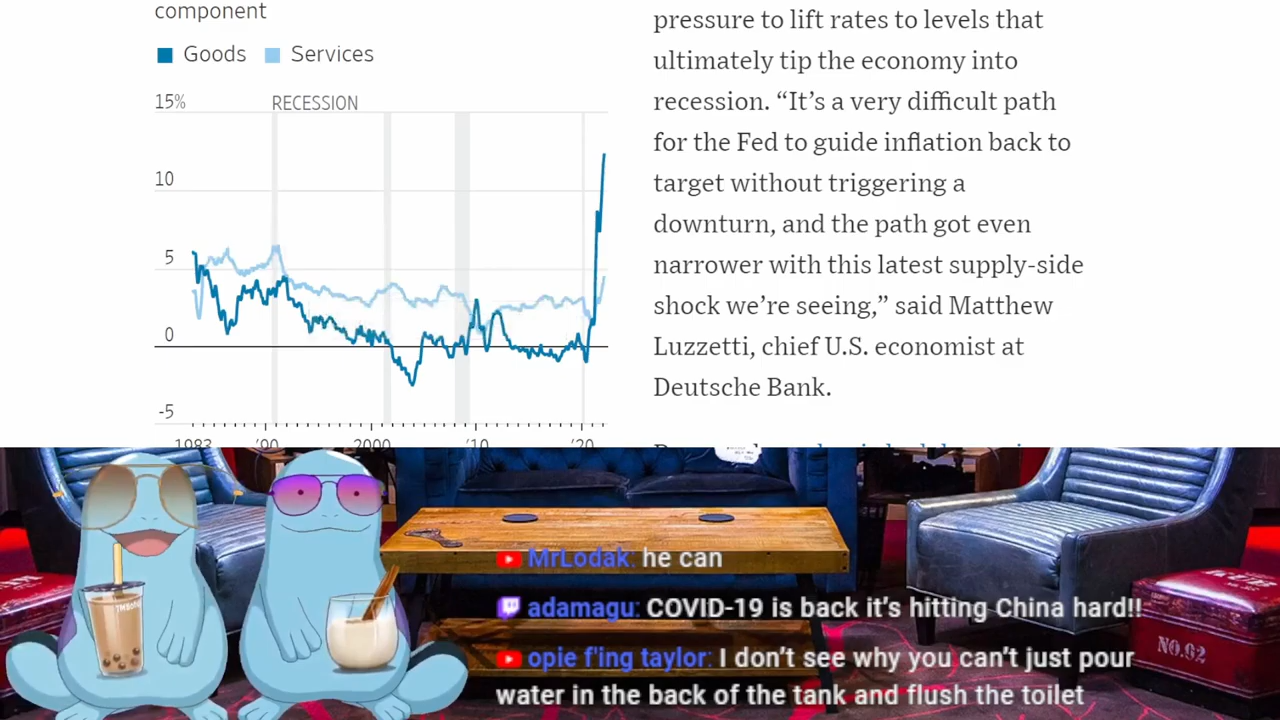 component
Goods Services
15% RECESSION
10
5
0
-5
1983 '90 2000 '10 '20
pressure to lift rates to levels that
ultimately tip the economy into
recession. “It’s a very difficult path
for the Fed to guide inflation back to
target without triggering a
downturn, and the path got even
narrower with this latest supply-side
shock we’re seeing,” said Matthew
Luzzetti, chief U.S. economist at
Deutsche Bank.
MrLodak: he can
adamagu: COVID-19 is back it’s hitting China hard!!
opie f'ing taylor: I don’t see why you can’t just pour
water in the back of the tank and flush the toilet
NO.92